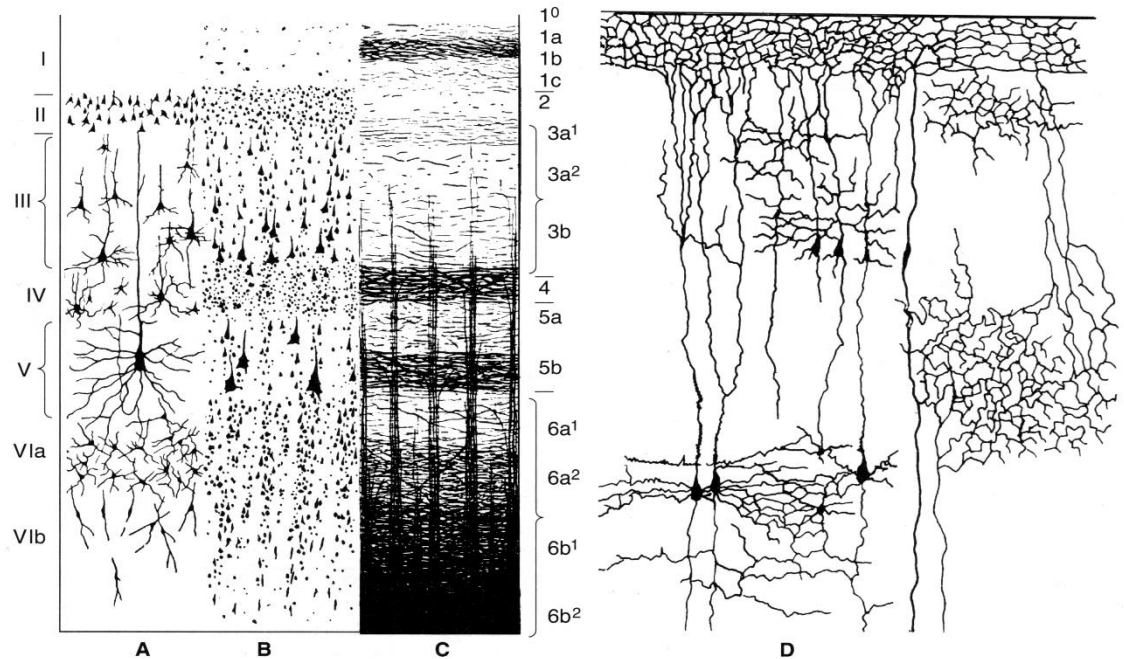 I
II
III
IV
V
VIa
VIb
1⁰
1a
1b
1c
2
3a¹
3a²
3b
4
5a
5b
6a¹
6a²
6b¹
6b²
A
B
C
D